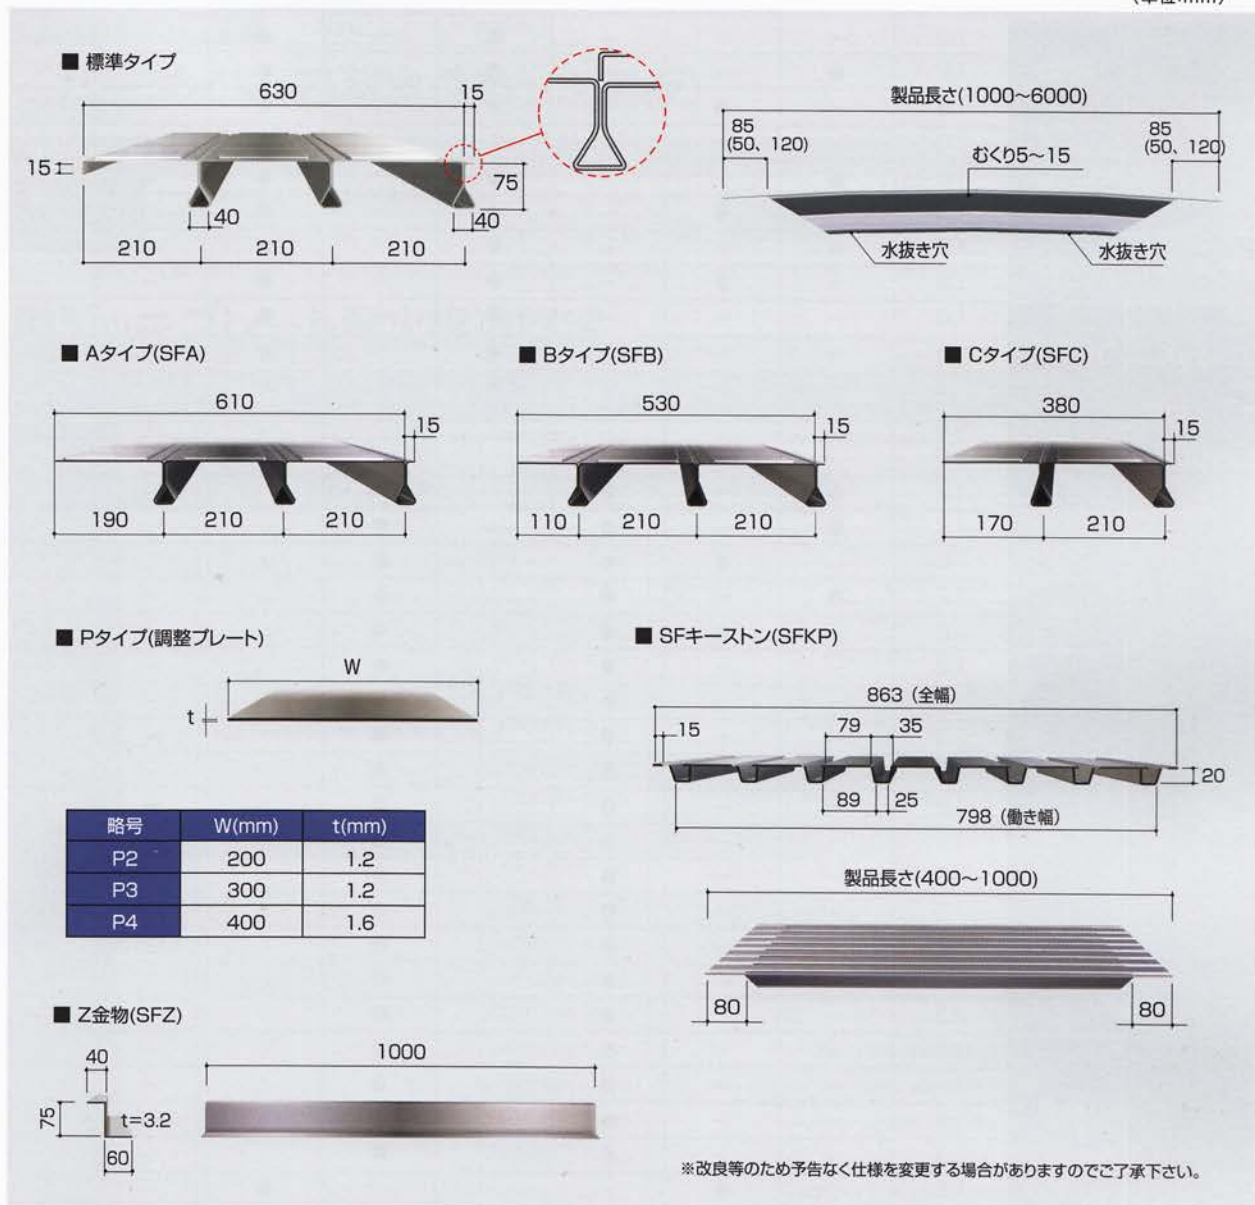 (単位:mm)
■ 標準タイプ
630
15
15
75
40
40
210
210
210
製品長さ(1000〜6000)
85
(50、120)
85
(50、120)
むくり5〜15
水抜き穴
水抜き穴
■ Aタイプ(SFA)
610
15
190
210
210
■ Bタイプ(SFB)
530
15
110
210
210
■ Cタイプ(SFC)
380
15
170
210
■ Pタイプ(調整プレート)
W
t
略号 W(mm) t(mm)
P2 200 1.2
P3 300 1.2
P4 400 1.6
■ SFキーストン(SFKP)
863 (全幅)
15
79
35
20
89
25
798 (働き幅)
製品長さ(400〜1000)
80
80
■ Z金物(SFZ)
40
75
t=3.2
60
1000
※改良等のため予告なく仕様を変更する場合がありますのでご了承下さい。